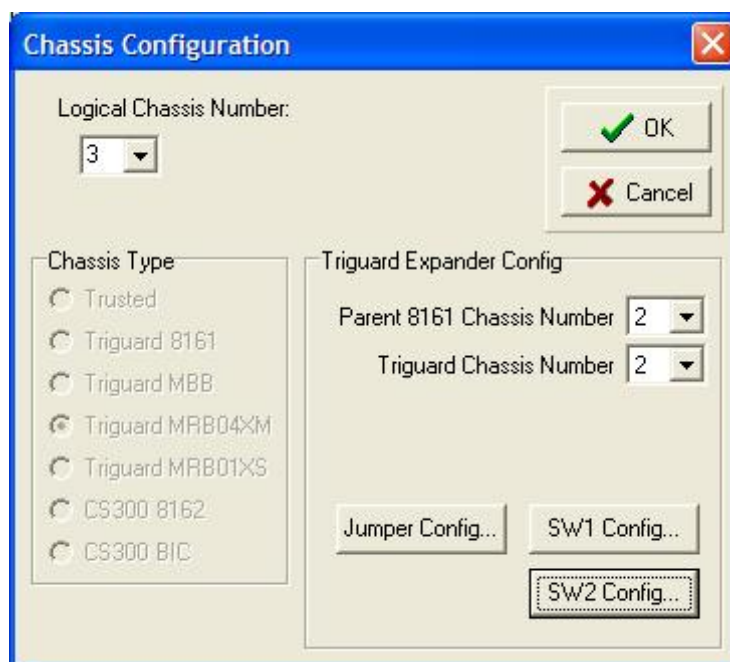 Chassis Configuration
Logical Chassis Number:
3
OK
Cancel
Chassis Type
Trusted
Triguard 8161
Triguard MBB
Triguard MRB04XM
Triguard MRB01XS
CS300 8162
CS300 BIC
Triguard Expander Config
Parent 8161 Chassis Number 2
Triguard Chassis Number 2
Jumper Config...
SW1 Config...
SW2 Config...